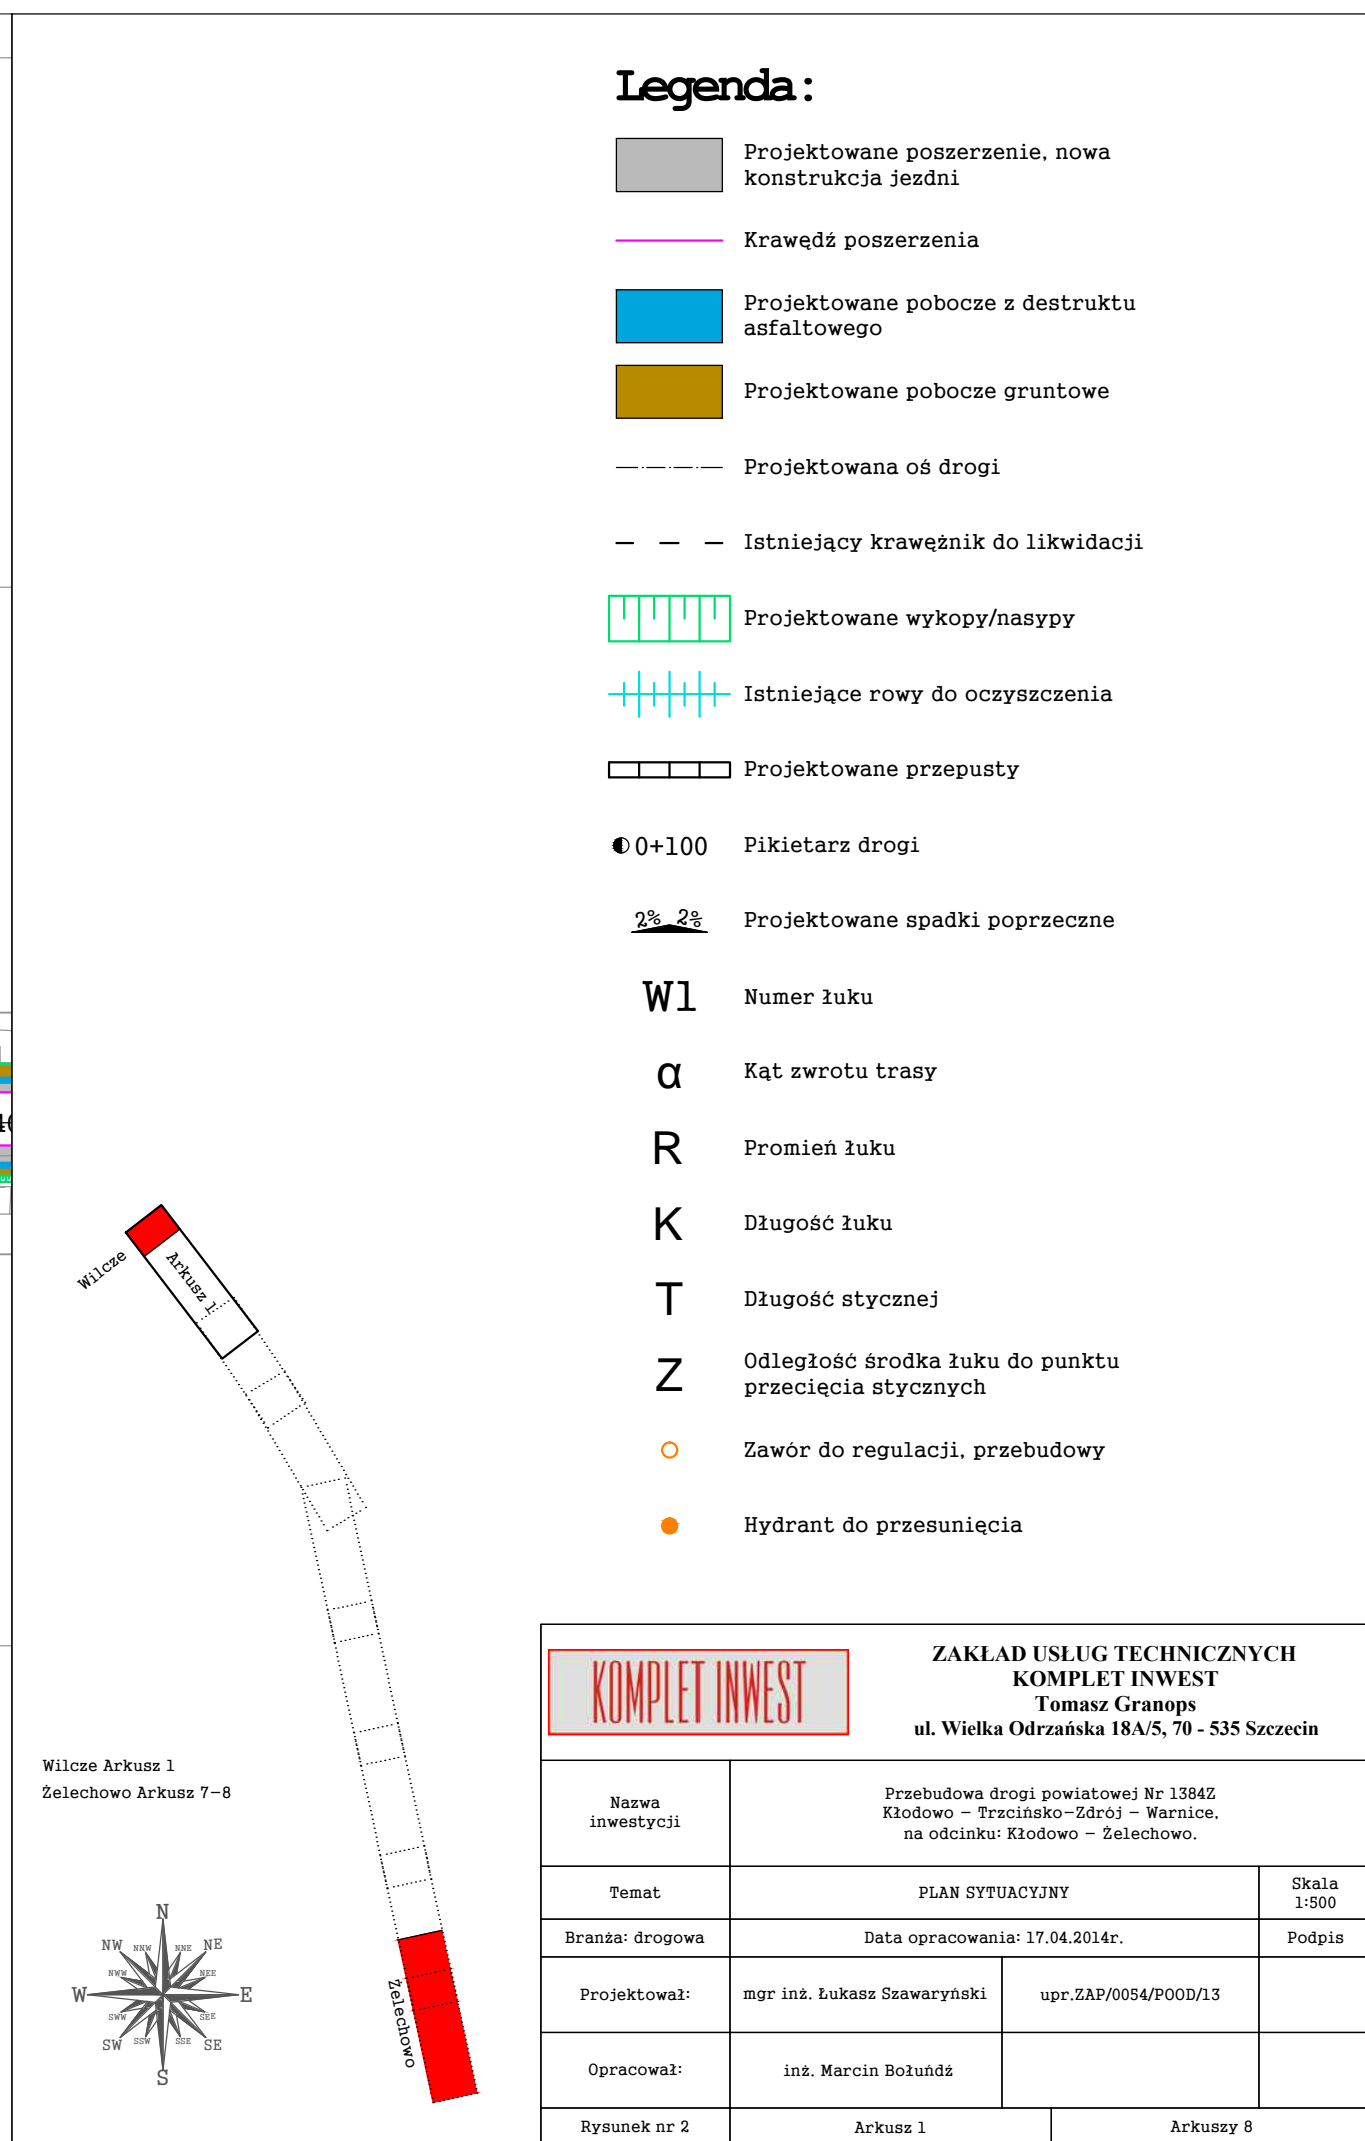 Legenda:
Projektowane poszerzenie, nowa
konstrukcja jezdni
Krawędź poszerzenia
Projektowane pobocze z destruktu
asfaltowego
Projektowane pobocze gruntowe
Projektowana oś drogi
Istniejący krawężnik do likwidacji
Projektowane wykopy/nasypy
Istniejące rowy do oczyszczenia
Projektowane przepusty
0+100 Pikietarz drogi
2% 2% Projektowane spadki poprzeczne
W1 Numer łuku
α Kąt zwrotu trasy
R Promień łuku
K Długość łuku
T Długość stycznej
Z Odległość środka łuku do punktu
przecięcia stycznych
Zawór do regulacji, przebudowy
Hydrant do przesunięcia
Wilcze
Arkusz 1
Żelechowo
Wilcze Arkusz 1
Żelechowo Arkusz 7-8
N
NW NNW NNE NE
NWW NEE
W E
SWW SEE
SW SSW SSE SE
S
KOMPLET INWEST
ZAKŁAD USŁUG TECHNICZNYCH
KOMPLET INWEST
Tomasz Granops
ul. Wielka Odrzańska 18A/5, 70 - 535 Szczecin
Nazwa
inwestycji
Przebudowa drogi powiatowej Nr 1384Z
Kłodowo - Trzcińsko-Zdrój - Warnice,
na odcinku: Kłodowo - Żelechowo.
Temat PLAN SYTUACYJNY
Skala
1:500
Branża: drogowa Data opracowania: 17.04.2014r. Podpis
Projektował: mgr inż. Łukasz Szawaryński upr.ZAP/0054/POOD/13
Opracował: inż. Marcin Bołuńdź
Rysunek nr 2 Arkusz 1 Arkuszy 8